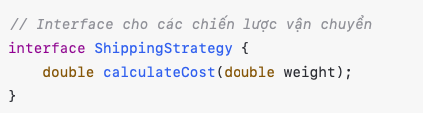 // Interface cho các chiến lược vận chuyển
interface ShippingStrategy {
    double calculateCost(double weight);
}